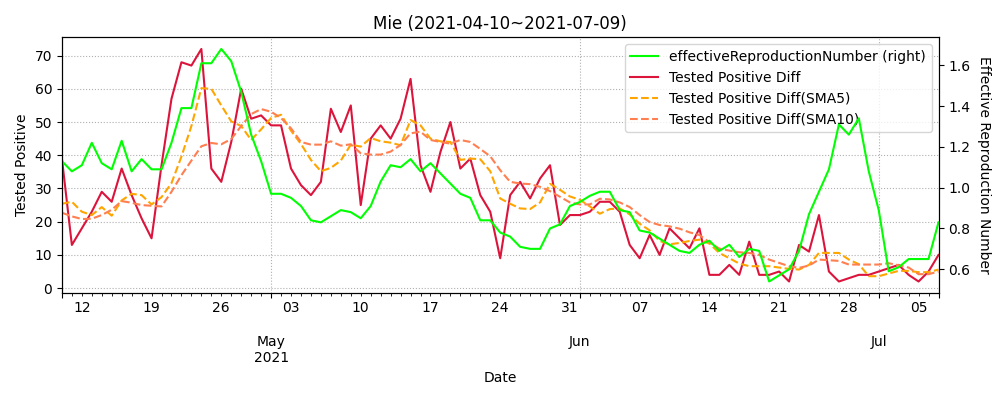 Mie (2021-04-10~2021-07-09)
effectiveReproductionNumber (right)
Tested Positive Diff
Tested Positive Diff(SMA5)
Tested Positive Diff(SMA10)
Tested Positive
70
60
50
40
30
20
10
0
1.6
1.4
1.2
1.0
0.8
0.6
Effective Reproduction Number
12 19 26 03 10 17 24 31 07 14 21 28 05
May Jun Jul
2021
Date